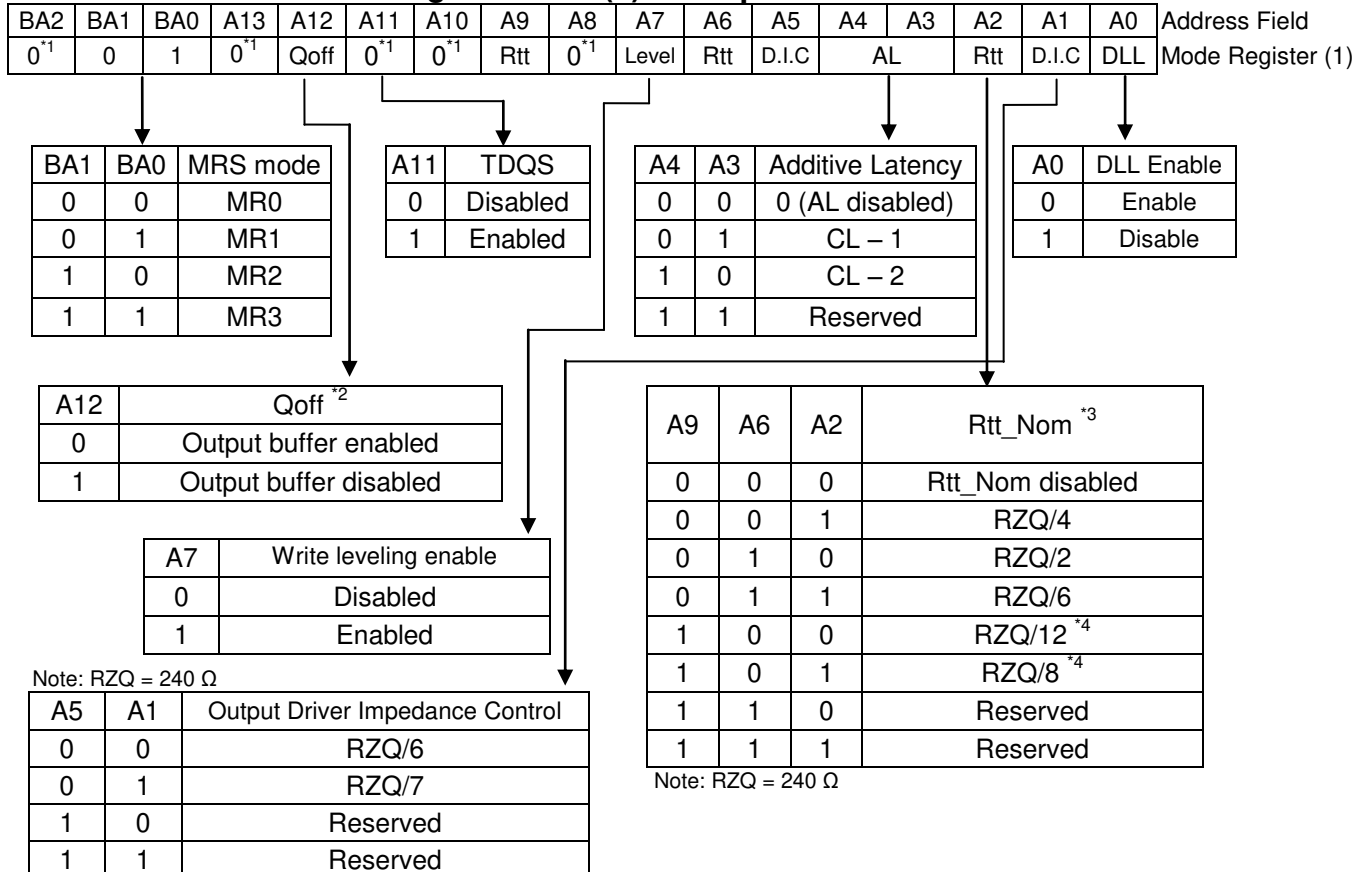 BA2 BA1 BA0 A13 A12 A11 A10 A9 A8 A7 A6 A5 A4 A3 A2 A1 A0 Address Field
0*1 0 1 0*1 Qoff 0*1 0*1 Rtt 0*1 Level Rtt D.I.C AL Rtt D.I.C DLL Mode Register (1)
BA1 BA0 MRS mode
0 0 MR0
0 1 MR1
1 0 MR2
1 1 MR3
A11 TDQS
0 Disabled
1 Enabled
A4 A3 Additive Latency
0 0 0 (AL disabled)
0 1 CL – 1
1 0 CL – 2
1 1 Reserved
A0 DLL Enable
0 Enable
1 Disable
A12 Qoff *2
0 Output buffer enabled
1 Output buffer disabled
A9 A6 A2 Rtt_Nom *3
0 0 0 Rtt_Nom disabled
0 0 1 RZQ/4
0 1 0 RZQ/2
0 1 1 RZQ/6
1 0 0 RZQ/12 *4
1 0 1 RZQ/8 *4
1 1 0 Reserved
1 1 1 Reserved
Note: RZQ = 240 Ω
A7 Write leveling enable
0 Disabled
1 Enabled
Note: RZQ = 240 Ω
A5 A1 Output Driver Impedance Control
0 0 RZQ/6
0 1 RZQ/7
1 0 Reserved
1 1 Reserved